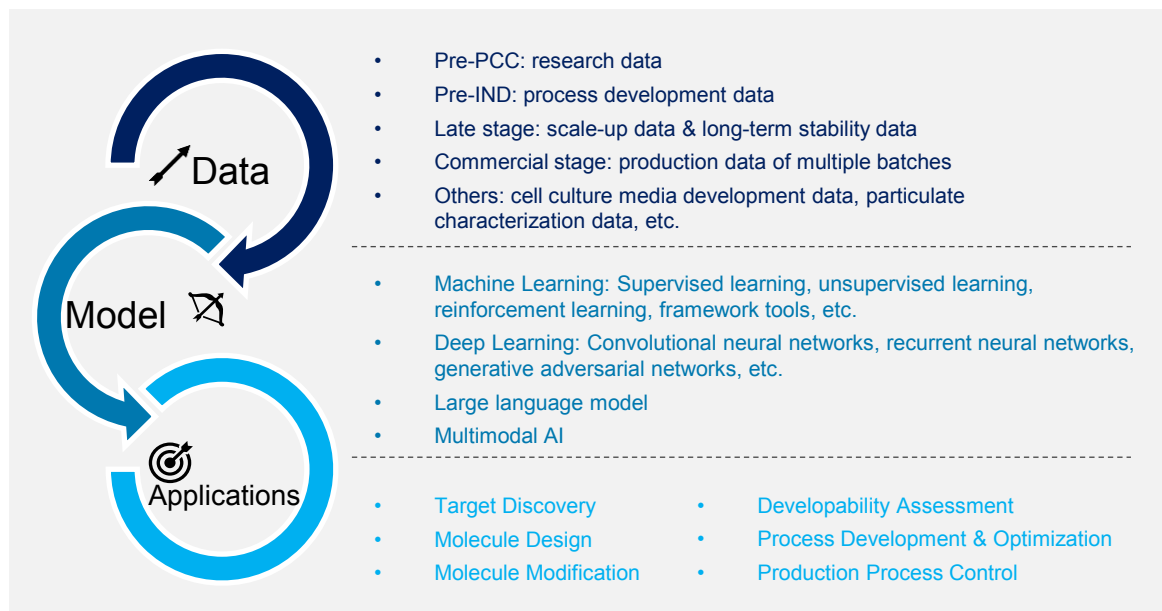 Data
• Pre-PCC: research data
• Pre-IND: process development data
• Late stage: scale-up data & long-term stability data
• Commercial stage: production data of multiple batches
• Others: cell culture media development data, particulate
characterization data, etc.
Model
• Machine Learning: Supervised learning, unsupervised learning,
reinforcement learning, framework tools, etc.
• Deep Learning: Convolutional neural networks, recurrent neural networks,
generative adversarial networks, etc.
• Large language model
• Multimodal AI
Applications
• Target Discovery
• Molecule Design
• Molecule Modification
• Developability Assessment
• Process Development & Optimization
• Production Process Control